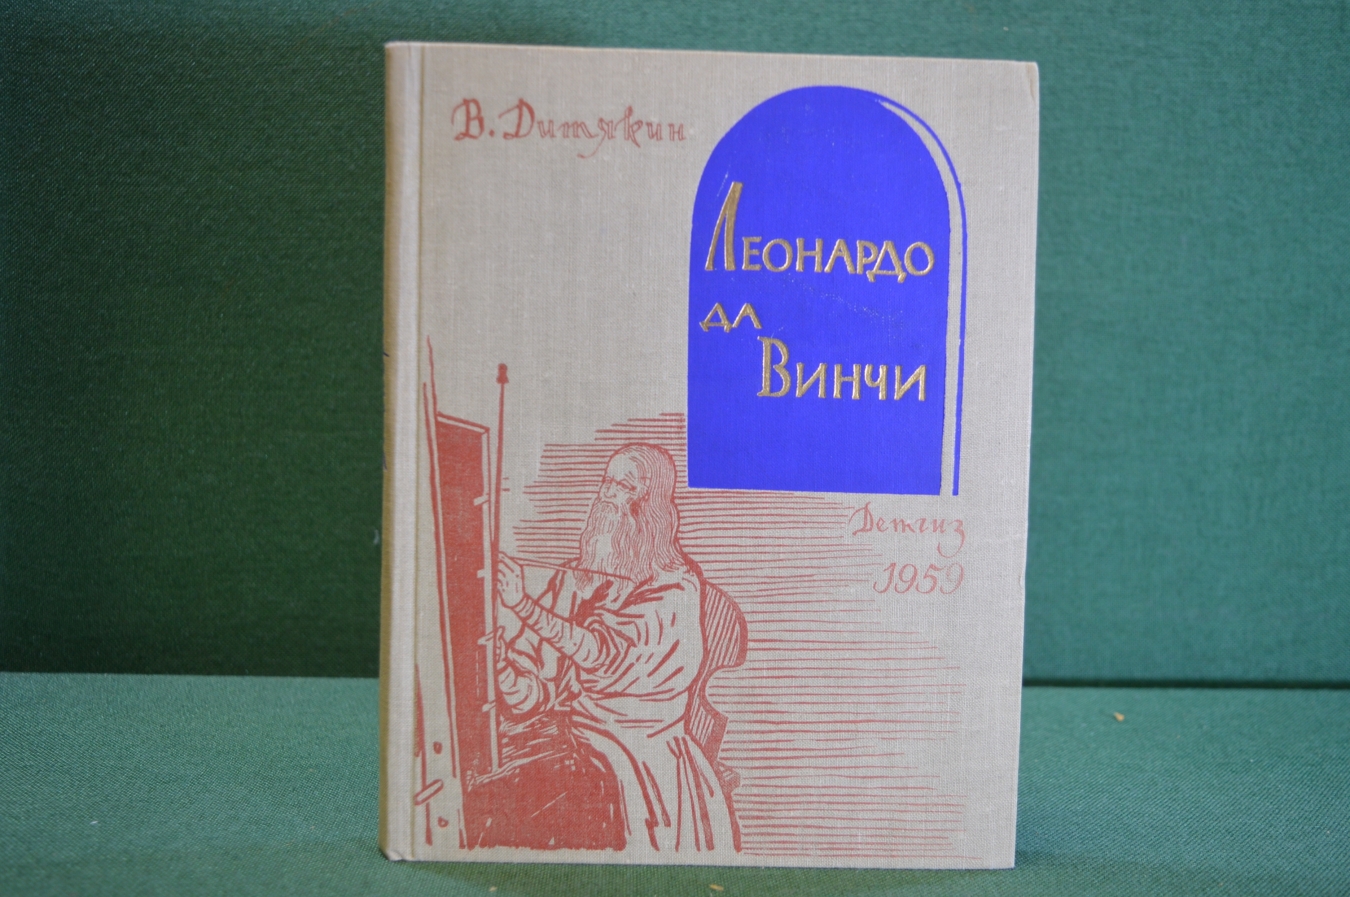 В. Дитякин
Леонардо
да
Винчи
Детгиз
1959